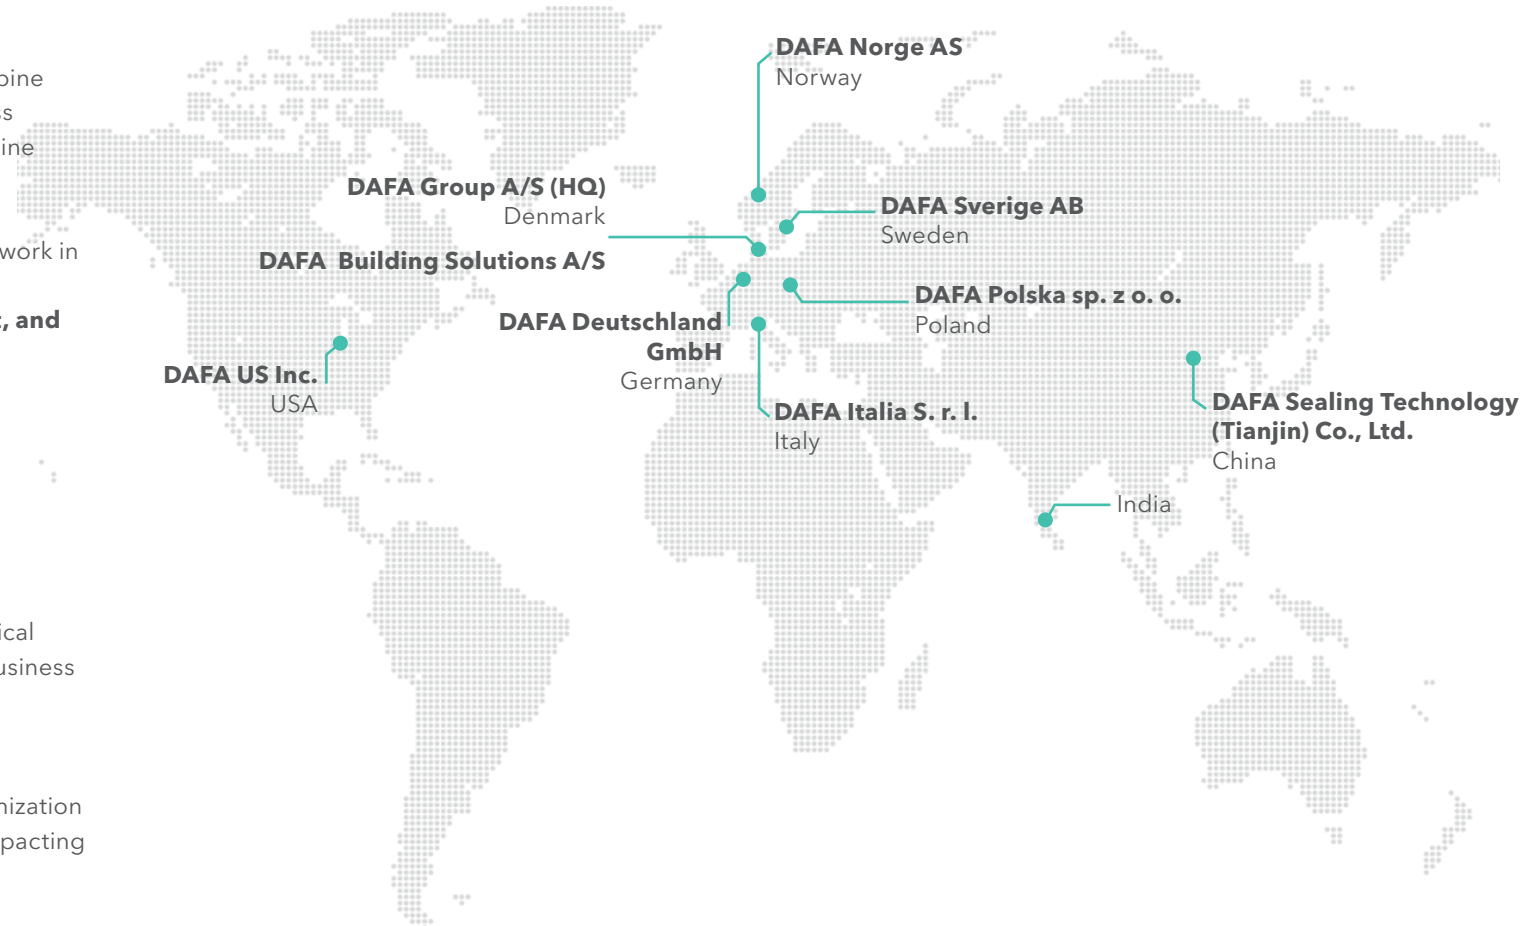 ine
work in
, and
ical
usiness
nization
pacting
DAFA Norge AS
Norway
DAFA Group A/S (HQ)
Denmark
DAFA Building Solutions A/S
DAFA Sverige AB
Sweden
DAFA Polska sp. z o. o.
Poland
DAFA Deutschland
GmbH
Germany
DAFA US Inc.
USA
DAFA Italia S. r. l.
Italy
DAFA Sealing Technology
(Tianjin) Co., Ltd.
China
India